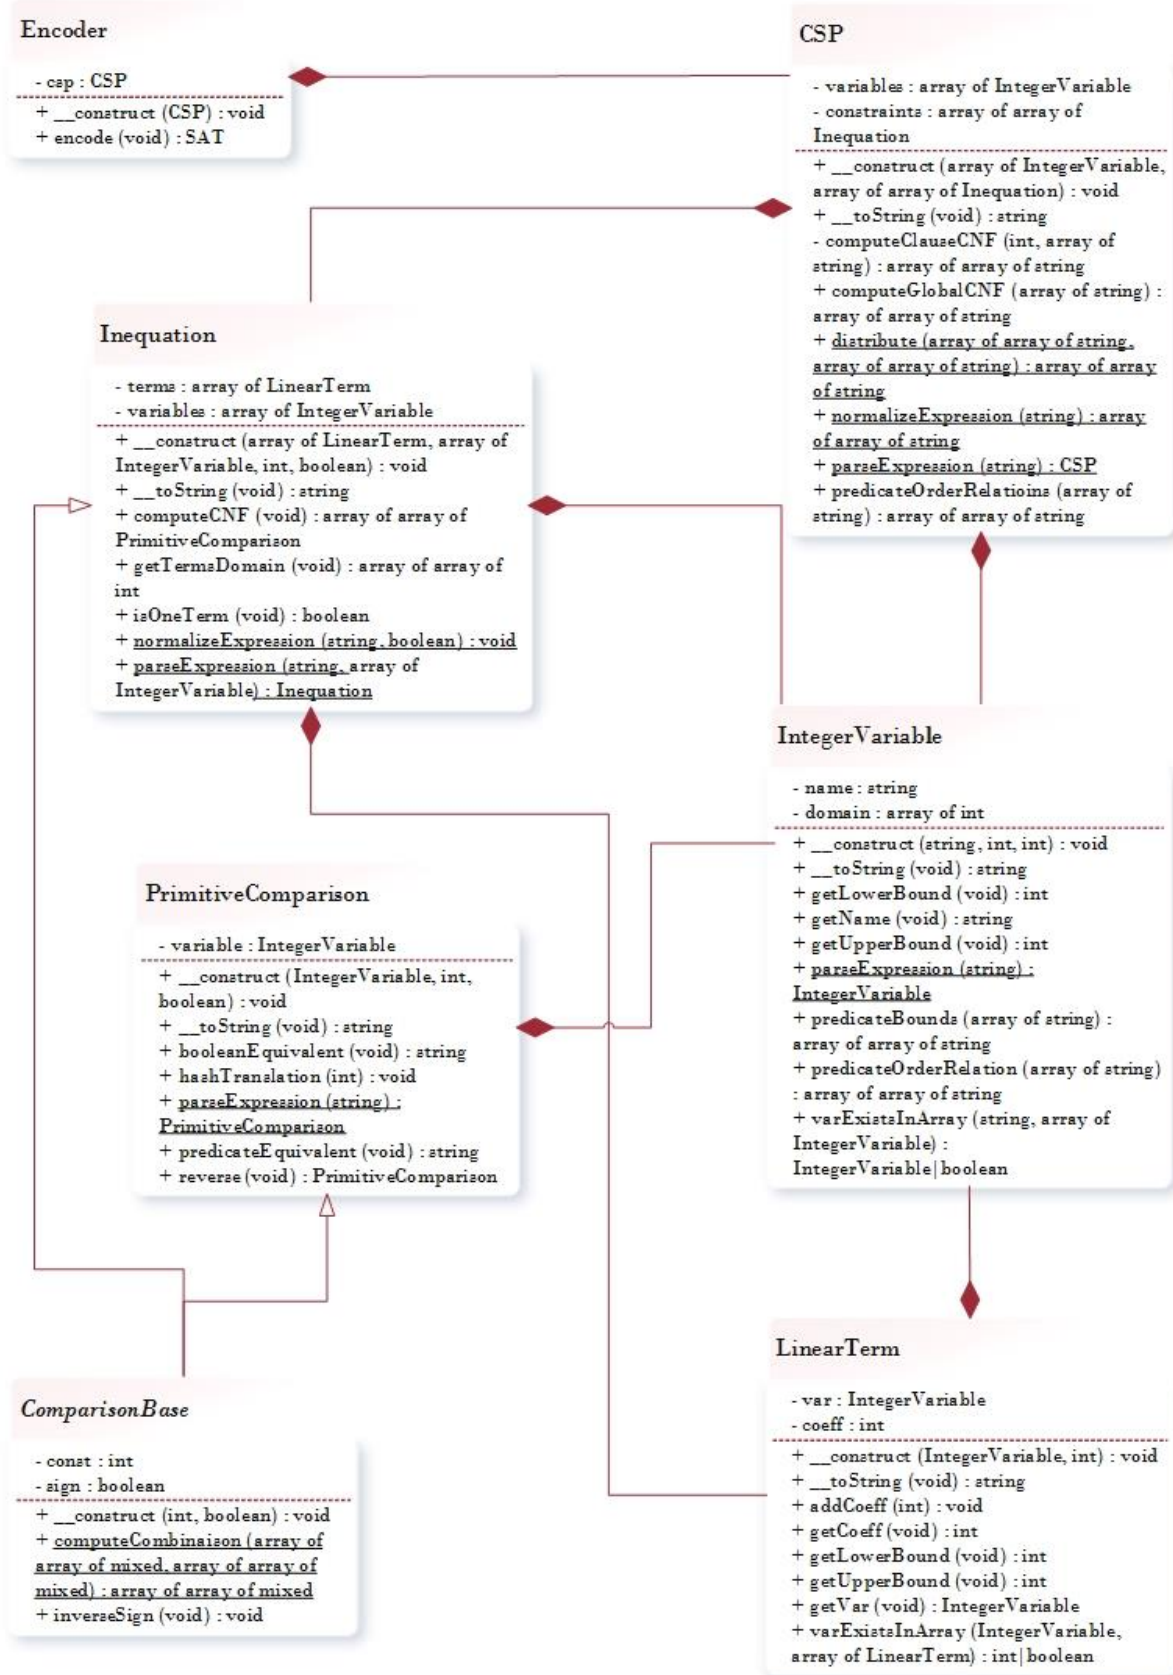 Encoder
- csp : CSP
+ __construct (CSP) : void
+ encode (void) : SAT
CSP
- variables : array of IntegerVariable
- constraints : array of array of
Inequation
+ __construct (array of IntegerVariable,
array of array of Inequation) : void
+ __toString (void) : string
- computeClauseCNF (int, array of
string) : array of array of string
+ computeGlobalCNF (array of string) :
array of array of string
+ distribute (array of array of string,
array of array of string) : array of array
of string
+ normalizeExpression (string) : array
of array of string
+ parseExpression (string) : CSP
+ predicateOrderRelatioins (array of
string) : array of array of string
Inequation
- terms : array of LinearTerm
- variables : array of IntegerVariable
+ __construct (array of LinearTerm, array of
IntegerVariable, int, boolean) : void
+ __toString (void) : string
+ computeCNF (void) : array of array of
PrimitiveComparison
+ getTermsDomain (void) : array of array of
int
+ isOneTerm (void) : boolean
+ normalizeExpression (string, boolean) : void
+ parseExpression (string, array of
IntegerVariable) : Inequation
IntegerVariable
- name : string
- domain : array of int
+ __construct (string, int, int) : void
+ __toString (void) : string
+ getLowerBound (void) : int
+ getName (void) : string
+ getUpperBound (void) : int
+ parseExpression (string) :
IntegerVariable
+ predicateBounds (array of string) :
array of array of string
+ predicateOrderRelation (array of string)
: array of array of string
+ varExistsInArray (string, array of
IntegerVariable) :
IntegerVariable|boolean
PrimitiveComparison
- variable : IntegerVariable
+ __construct (IntegerVariable, int,
boolean) : void
+ __toString (void) : string
+ booleanEquivalent (void) : string
+ hashTranslation (int) : void
+ parseExpression (string) :
PrimitiveComparison
+ predicateEquivalent (void) : string
+ reverse (void) : PrimitiveComparison
ComparisonBase
- const : int
- sign : boolean
+ __construct (int, boolean) : void
+ computeCombinaison (array of
array of mixed, array of array of
mixed) : array of array of mixed
+ inverseSign (void) : void
LinearTerm
- var : IntegerVariable
- coeff : int
+ __construct (IntegerVariable, int) : void
+ __toString (void) : string
+ addCoeff (int) : void
+ getCoeff (void) : int
+ getLowerBound (void) : int
+ getUpperBound (void) : int
+ getVar (void) : IntegerVariable
+ varExistsInArray (IntegerVariable,
array of LinearTerm) : int|boolean